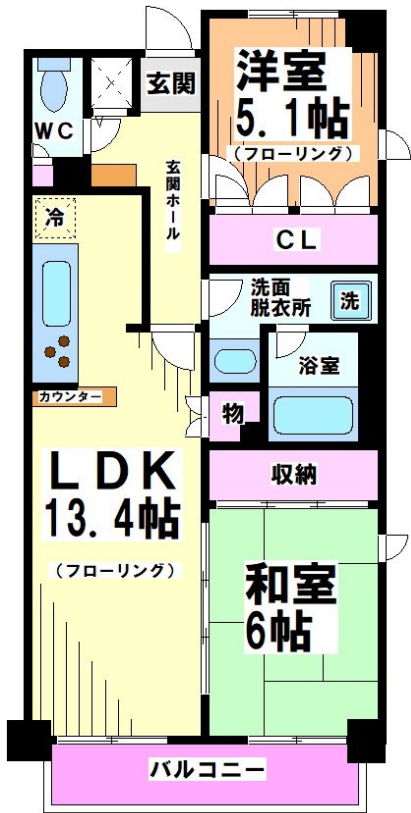 洋室
5.1帖
(フローリング)
玄関
WC
玄関ホール
冷
CL
洗面
脱衣所
洗
浴室
カウンター
物
LDK
13.4帖
(フローリング)
収納
和室
6帖
バルコニー